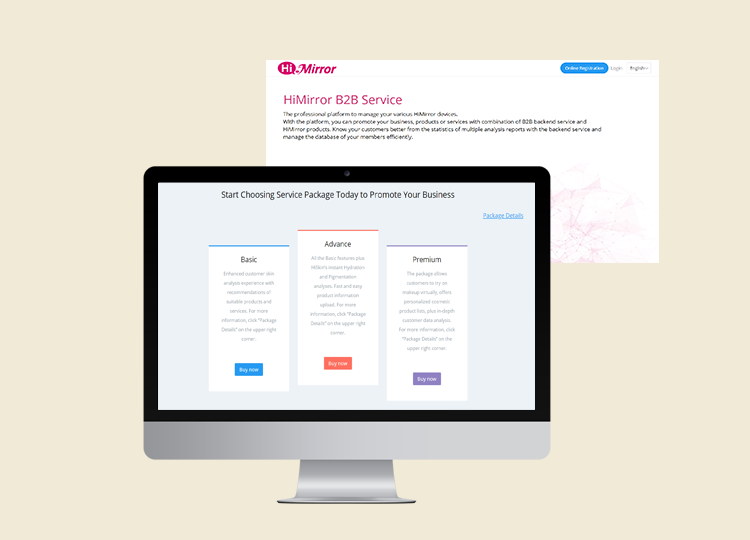 Hi Mirror
Online Registration Login English
HiMirror B2B Service
The professional platform to manage your various HiMirror devices.
With the platform, you can promote your business, products or services with combination of B2B backend service and
HiMirror products. Know your customers better from the statistics of multiple analysis reports with the backend service and
manage the database of your members efficiently.
Start Choosing Service Package Today to Promote Your Business
Package Details
Basic
Enhanced customer skin
analysis experience with
recommendations of
suitable products and
services. For more
information, click "Package
Details" on the upper right
corner.
Buy now
Advance
All the Basic features plus
HiSkin's Instant Hydration
and Pigmentation
analyses. Fast and easy
product information
upload. For more
information, click "Package
Details" on the upper right
corner.
Buy now
Premium
The package allows
customers to try on
makeup virtually, offers
personalized cosmetic
product lists, plus in-depth
customer data analysis.
For more information, click
"Package Details" on the
upper right corner.
Buy now